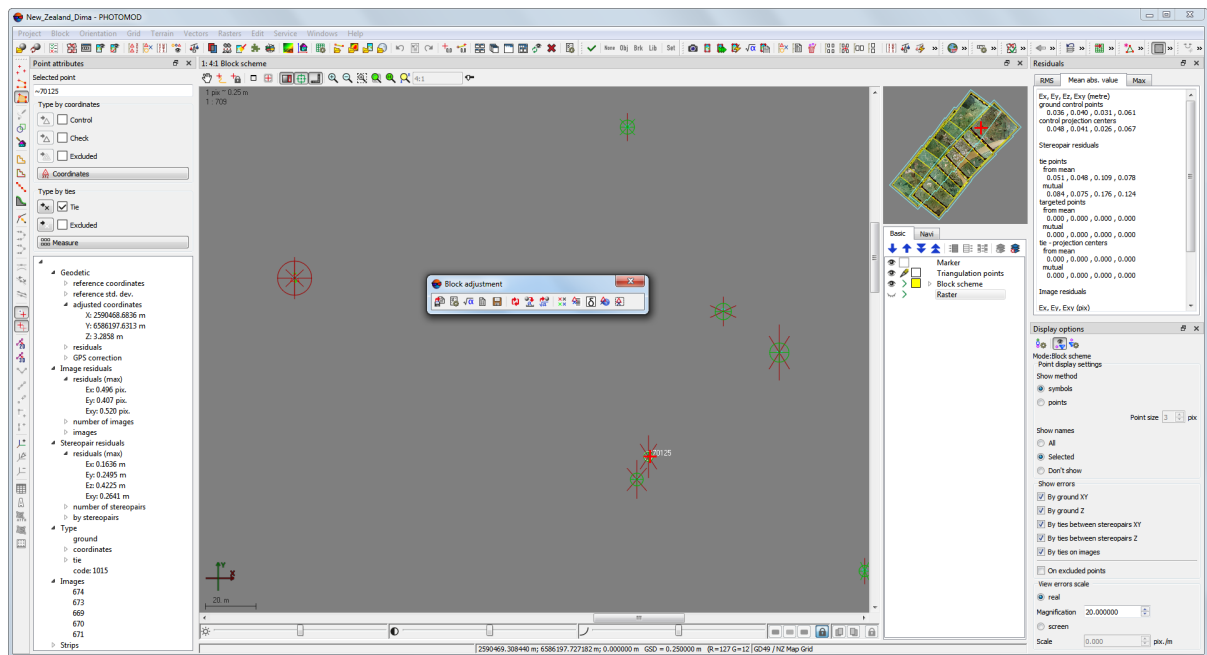 New_Zealand_Dima - PHOTOMOD
Project Block Orientation Grid Terrain Vectors Rasters Edit Service Windows Help
None Obj Brk Lib Set
Point attributes
Selected point
~70125
Type by coordinates
Control
Check
Excluded
Coordinates
Type by ties
Tie
Excluded
Measure
Geodetic
reference coordinates
reference std. dev.
adjusted coordinates
X: 2590468.6836 m
Y: 6586197.6313 m
Z: 3.2858 m
residuals
GPS correction
Image residuals
residuals (max)
Ex: 0.496 pix.
Ey: 0.407 pix.
Exy: 0.520 pix.
number of images
images
Stereopair residuals
residuals (max)
Ex: 0.1636 m
Ey: 0.2495 m
Ez: 0.4225 m
Exy: 0.2641 m
number of stereopairs
by stereopairs
Type
ground
coordinates
tie
code: 1015
Images
674
673
669
670
671
Strips
1: 4:1 Block scheme
4:1
1 pix ~ 0.25 m
1 : 709
Block adjustment
70125
Y
X
20. m
2590469.308440 m; 6586197.727182 m; 0.000000 m GSD = 0.250000 m (R=127 G=12 GD49 / NZ Map Grid
Basic Navi
Marker
Triangulation points
Block scheme
Raster
Residuals
RMS Mean abs. value Max
Ex, Ey, Ez, Exy (metre)
ground control points
0.036 , 0.040 , 0.031 , 0.061
control projection centers
0.048 , 0.041 , 0.026 , 0.067
Stereopair residuals
tie points
from mean
0.051 , 0.048 , 0.109 , 0.078
mutual
0.084 , 0.075 , 0.176 , 0.124
targeted points
from mean
0.000 , 0.000 , 0.000 , 0.000
mutual
0.000 , 0.000 , 0.000 , 0.000
tie - projection centers
from mean
0.000 , 0.000 , 0.000 , 0.000
mutual
0.000 , 0.000 , 0.000 , 0.000
Image residuals
Ex, Ey, Exy (pix)
Display options
Mode:Block scheme
Point display settings
Show method
symbols
points
Point size 3 pix
Show names
All
Selected
Don't show
Show errors
By ground XY
By ground Z
By ties between stereopairs XY
By ties between stereopairs Z
By ties on images
On excluded points
View errors scale
real
Magnification 20.000000
screen
Scale 0.000 pix./m